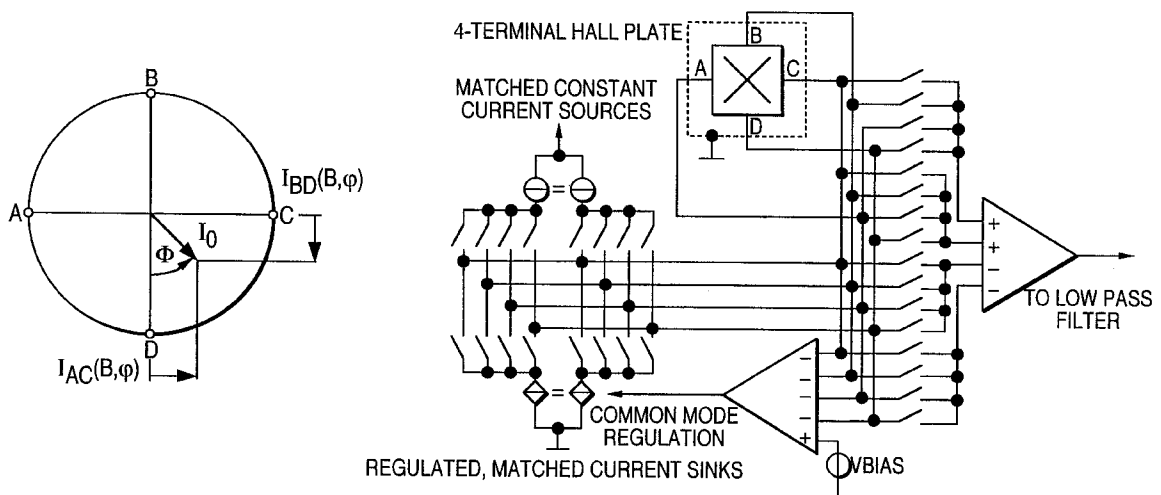 B
A
C
D
I0
Φ
IBD(B,φ)
IAC(B,φ)
4-TERMINAL HALL PLATE
B
A
C
D
MATCHED CONSTANT
CURRENT SOURCES
=
=
COMMON MODE
REGULATION
REGULATED, MATCHED CURRENT SINKS
−
−
−
−
+
VBIAS
+
+
−
−
TO LOW PASS
FILTER